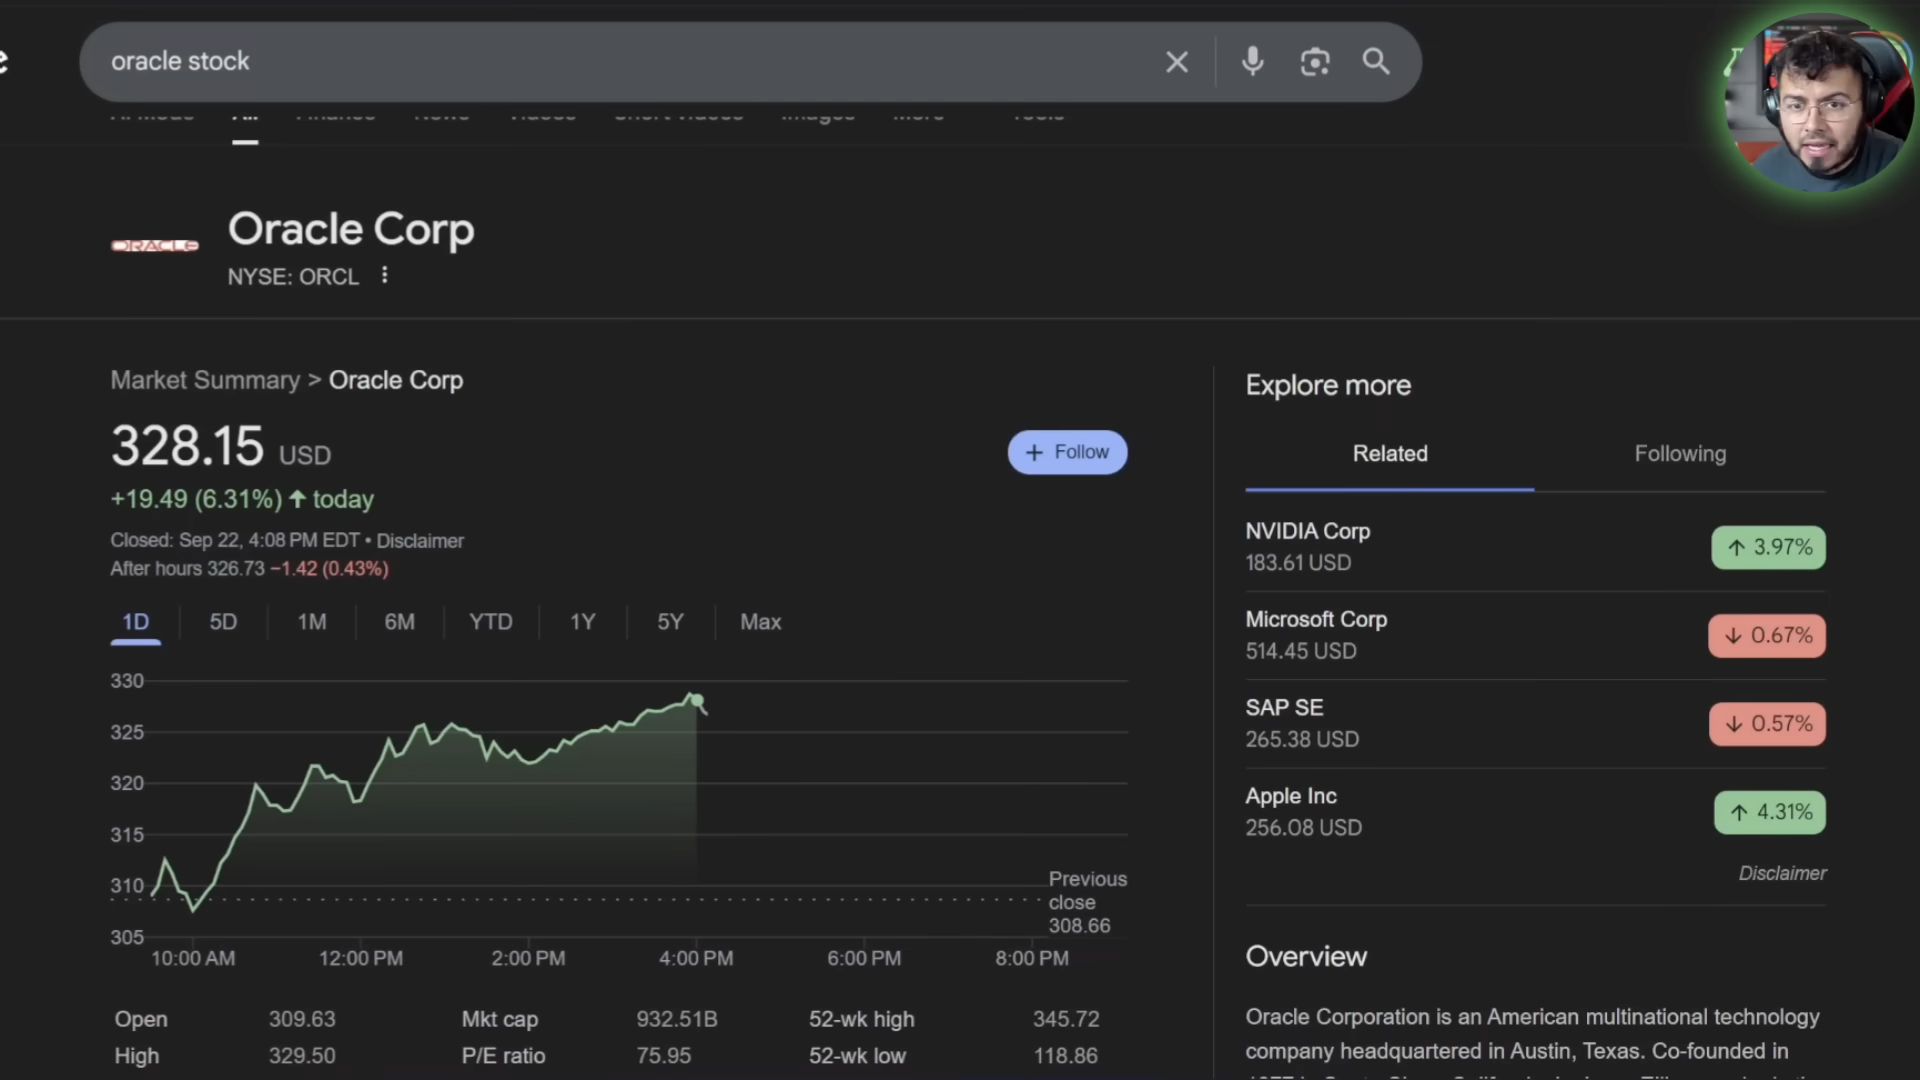 oracle stock
ORACLE
Oracle Corp
NYSE: ORCL
Market Summary > Oracle Corp
328.15 USD
+19.49 (6.31%) ↑ today
Closed: Sep 22, 4:08 PM EDT • Disclaimer
After hours 326.73 −1.42 (0.43%)
+ Follow
1D 5D 1M 6M YTD 1Y 5Y Max
330
325
320
315
310
305
Previous
close
308.66
10:00 AM 12:00 PM 2:00 PM 4:00 PM 6:00 PM 8:00 PM
Open 309.63 Mkt cap 932.51B 52-wk high 345.72
High 329.50 P/E ratio 75.95 52-wk low 118.86
Explore more
Related Following
NVIDIA Corp
183.61 USD
↑ 3.97%
Microsoft Corp
514.45 USD
↓ 0.67%
SAP SE
265.38 USD
↓ 0.57%
Apple Inc
256.08 USD
↑ 4.31%
Disclaimer
Overview
Oracle Corporation is an American multinational technology
company headquartered in Austin, Texas. Co-founded in